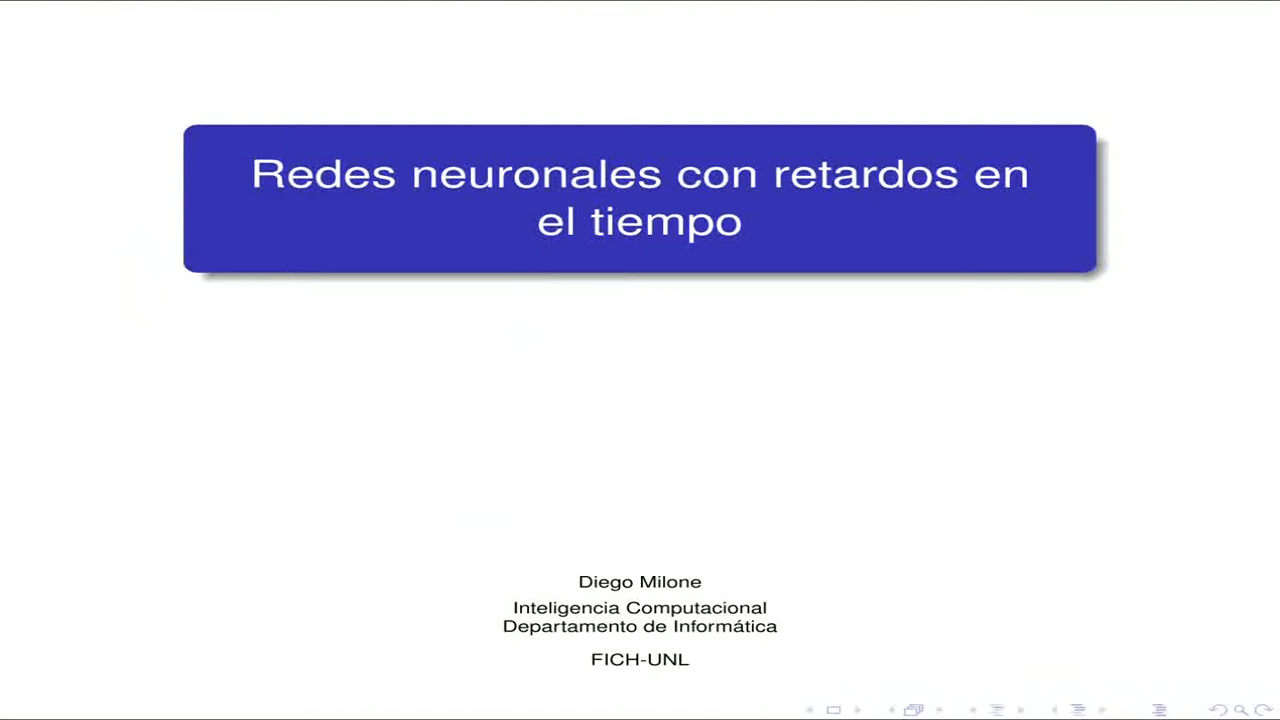 Redes neuronales con retardos en
el tiempo
Diego Milone
Inteligencia Computacional
Departamento de Informática
FICH-UNL